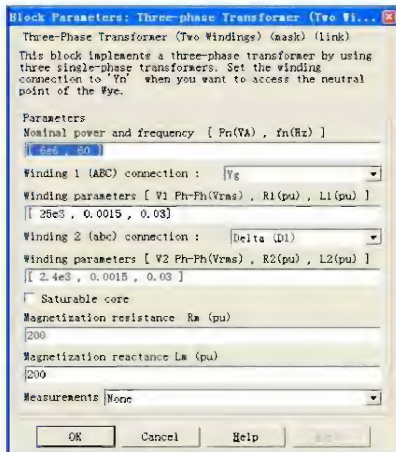 Block Parameters: Three-phase Transformer (Two Wi...
Three-Phase Transformer (Two Windings) (mask) (link)
This block implements a three-phase transformer by using
three single-phase transformers. Set the winding
connection to 'Yn' when you want to access the neutral
point of the Wye.
Parameters
Nominal power and frequency [ Pn(VA) , fn(Hz) ]
[ 6e6 , 60 ]
Winding 1 (ABC) connection : Yg
Winding parameters [ V1 Ph-Ph(Vrms) , R1(pu) , L1(pu) ]
[ 25e3 , 0.0015 , 0.03]
Winding 2 (abc) connection : Delta (D1)
Winding parameters [ V2 Ph-Ph(Vrms) , R2(pu) , L2(pu) ]
[ 2.4e3 , 0.0015 , 0.03 ]
Saturable core
Magnetization resistance Rm (pu)
200
Magnetization reactance Lm (pu)
200
Measurements None
OK Cancel Help